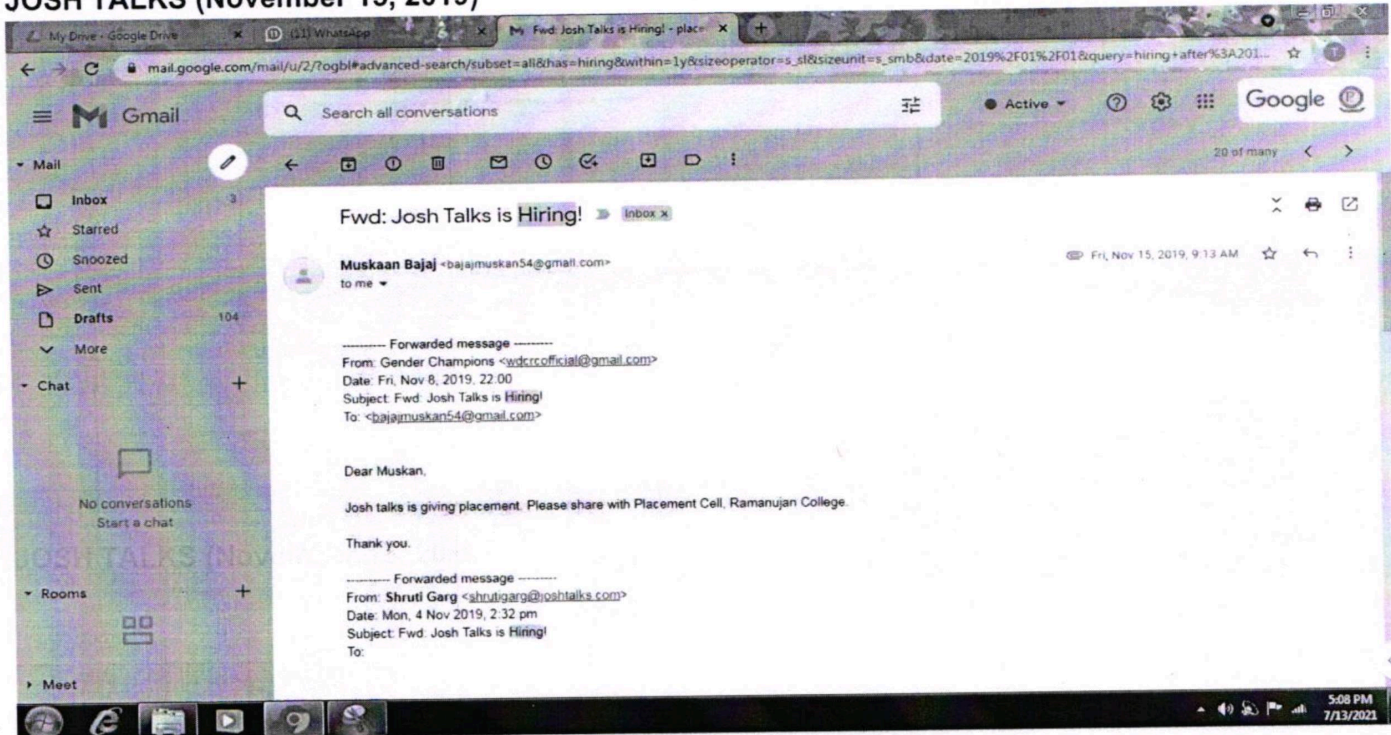 JOSH TALKS (November 15, 2019)
My Drive - Google Drive
(11) WhatsApp
Fwd: Josh Talks is Hiring! - place
mail.google.com/mail/u/2/?ogbl#advanced-search/subset=all&has=hiring&within=1y&sizeoperator=s_sl&sizeunit=s_smb&date=2019%2F01%2F01&query=hiring+after%3A201...
Gmail
Search all conversations
Active
Google
Mail
20 of many
Inbox 3
Starred
Snoozed
Sent
Drafts 104
More
Chat
No conversations
Start a chat
Rooms
Meet
Fwd: Josh Talks is Hiring! Inbox x
Muskaan Bajaj <bajajmuskan54@gmail.com>
Fri, Nov 15, 2019, 9:13 AM
to me
---------- Forwarded message ---------
From: Gender Champions <wdcrcofficial@gmail.com>
Date: Fri, Nov 8, 2019, 22:00
Subject: Fwd: Josh Talks is Hiring!
To: <bajajmuskan54@gmail.com>
Dear Muskan,
Josh talks is giving placement. Please share with Placement Cell, Ramanujan College.
Thank you.
---------- Forwarded message ---------
From: Shruti Garg <shrutigarg@joshtalks.com>
Date: Mon, 4 Nov 2019, 2:32 pm
Subject: Fwd: Josh Talks is Hiring!
To:
5:08 PM
7/13/2021